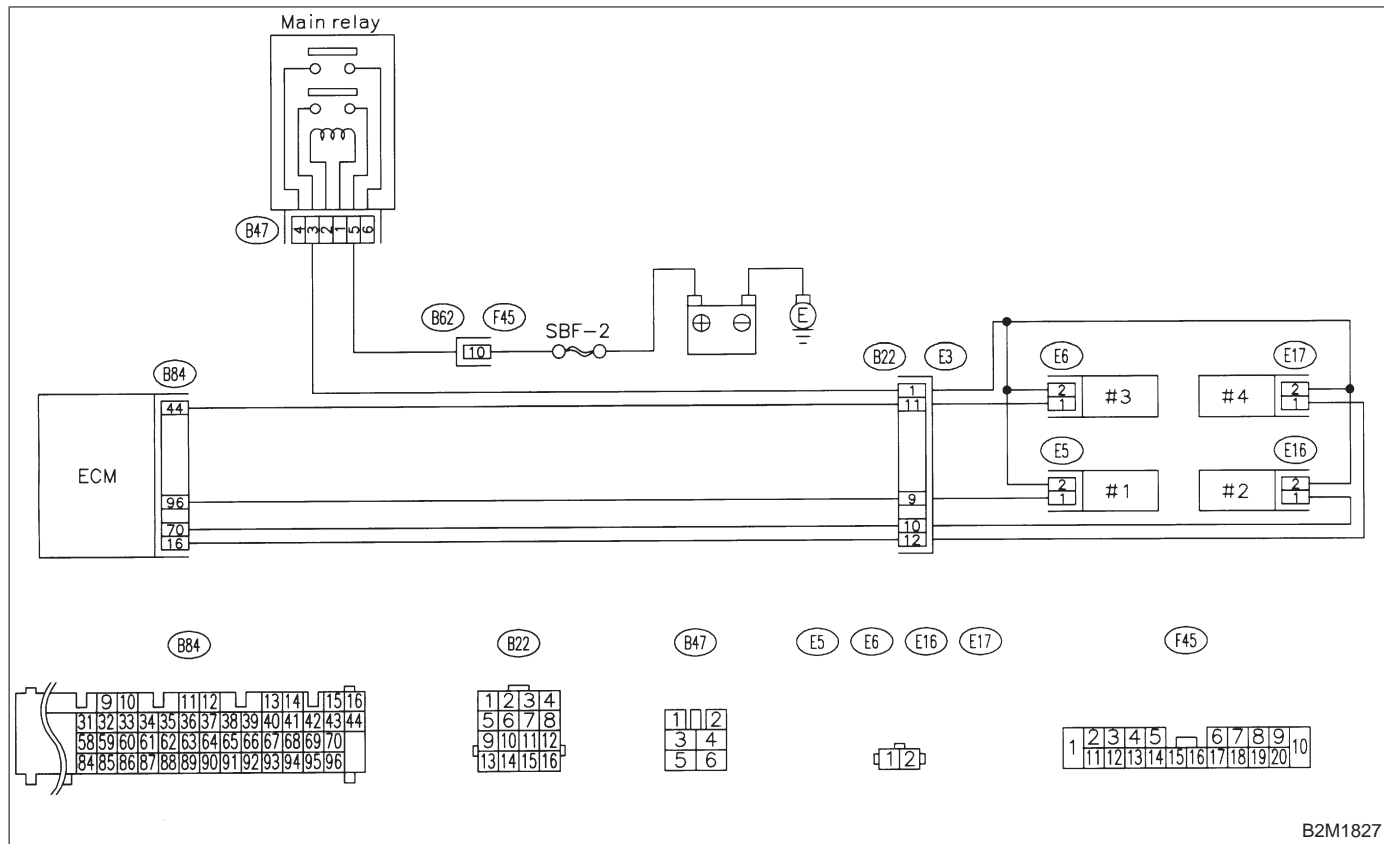 Main relay
B47
4 3 2 1 5 6
B62 F45 SBF-2 E
10
B84
B22 E3
E6 E17
44
1
11
2
1
#3
#4
2
1
ECM
E5 E16
96
9
2
1
#1
#2
2
1
70
16
10
12
B84 B22 B47 E5 E6 E16 E17 F45
9 10 11 12 13 14 15 16
31 32 33 34 35 36 37 38 39 40 41 42 43 44
58 59 60 61 62 63 64 65 66 67 68 69 70
84 85 86 87 88 89 90 91 92 93 94 95 96
1 2 3 4
5 6 7 8
9 10 11 12
13 14 15 16
1 2
3 4
5 6
1 2
1 2 3 4 5 6 7 8 9 10
11 12 13 14 15 16 17 18 19 20
B2M1827